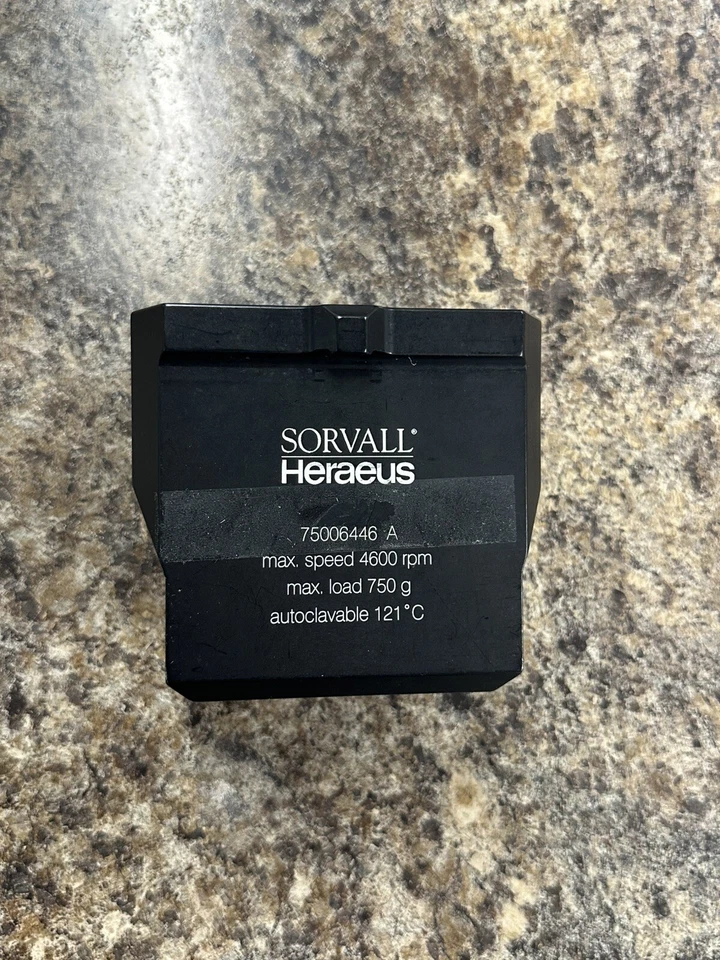 SORVALL®
Heraeus
75006446 A
max. speed 4600 rpm
max. load 750 g
autoclavable 121°C